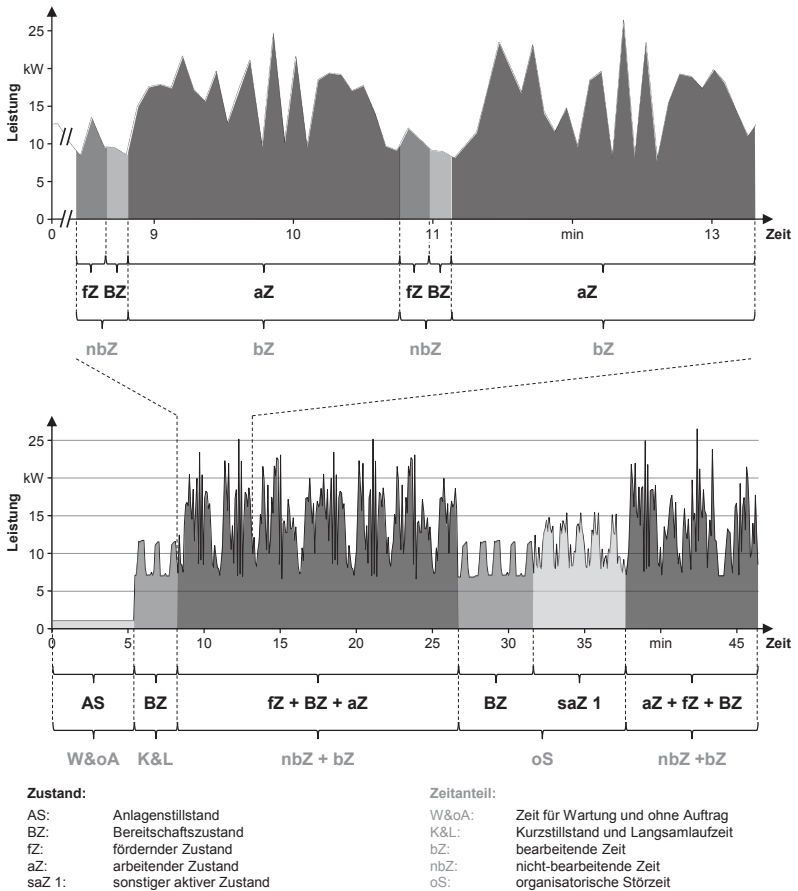 Leistung
25
kW
15
10
5
0
0 9 10 11 min 13 Zeit
fZ BZ aZ fZ BZ aZ
nbZ bZ nbZ bZ
Leistung
25
kW
15
10
5
0
0 5 10 15 20 25 30 35 min 45 Zeit
AS BZ fZ + BZ + aZ BZ saZ 1 aZ + fZ + BZ
W&oA K&L nbZ + bZ oS nbZ +bZ
Zustand: Zeitanteil:
AS: Anlagenstillstand W&oA: Zeit für Wartung und ohne Auftrag
BZ: Bereitschaftszustand K&L: Kurzstillstand und Langsamlaufzeit
fZ: fördernder Zustand bZ: bearbeitende Zeit
aZ: arbeitender Zustand nbZ: nicht-bearbeitende Zeit
saZ 1: sonstiger aktiver Zustand oS: organisatorische Störzeit